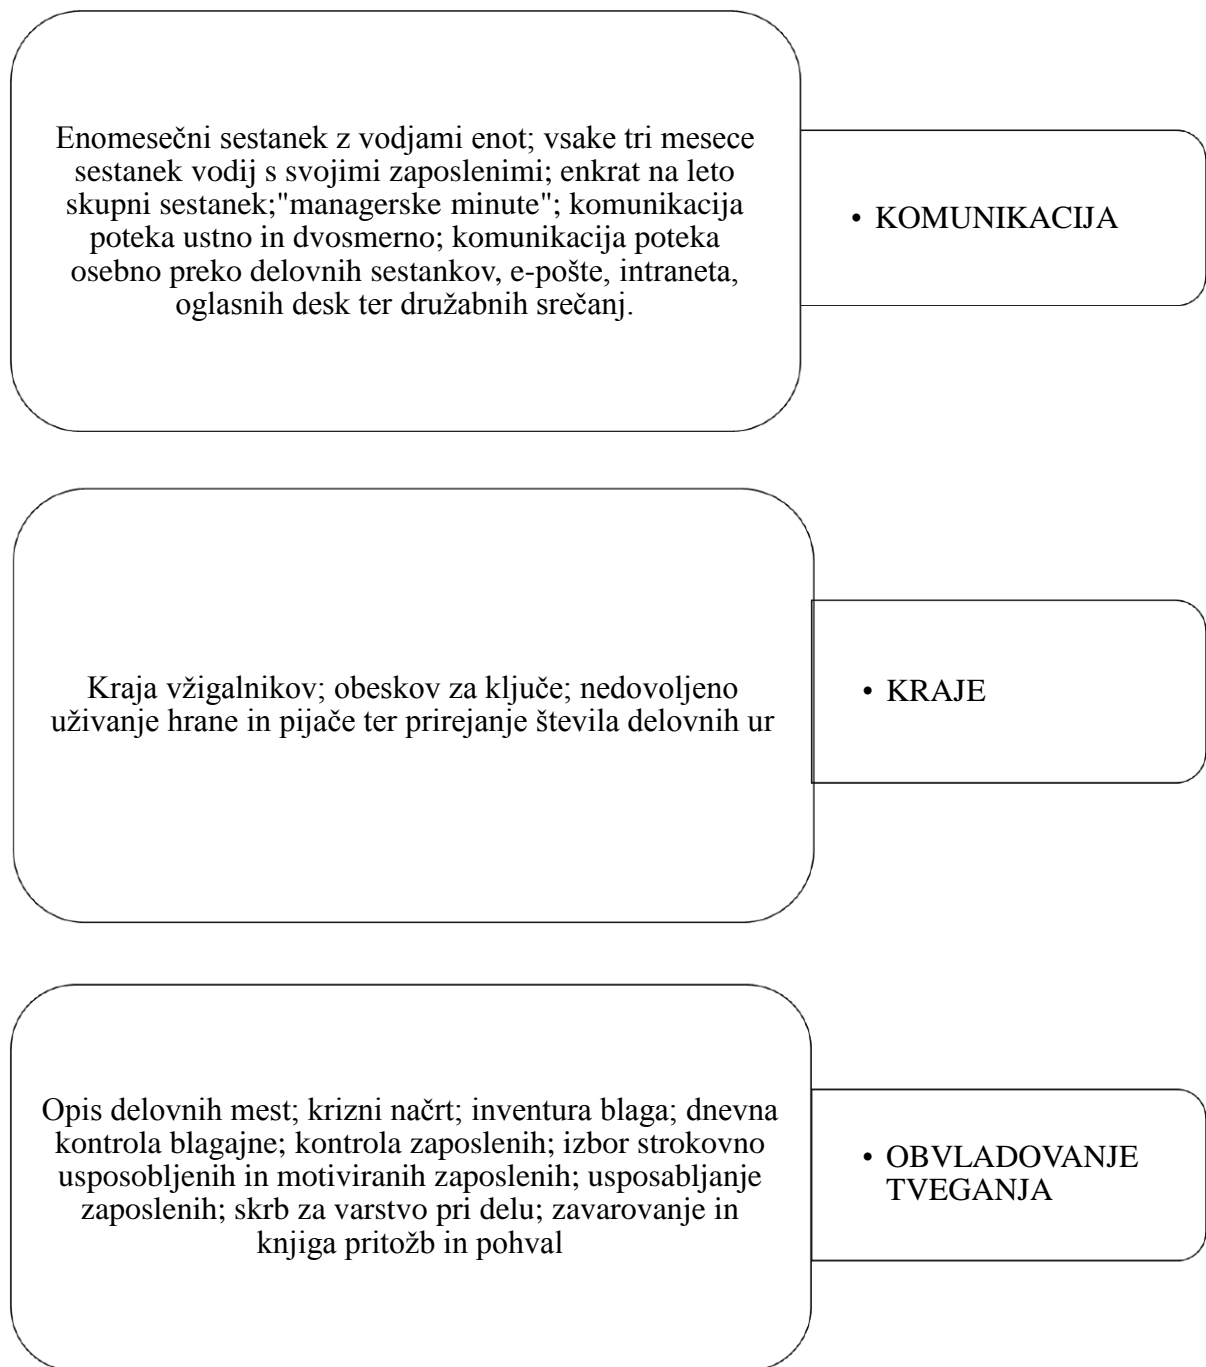 Enomesečni sestanek z vodjami enot; vsake tri mesece
sestanek vodij s svojimi zaposlenimi; enkrat na leto
skupni sestanek;"managerske minute"; komunikacija
poteka ustno in dvosmerno; komunikacija poteka
osebno preko delovnih sestankov, e-pošte, intraneta,
oglasnih desk ter družabnih srečanj.
• KOMUNIKACIJA
Kraja vžigalnikov; obeskov za ključe; nedovoljeno
uživanje hrane in pijače ter prirejanje števila delovnih ur
• KRAJE
Opis delovnih mest; krizni načrt; inventura blaga; dnevna
kontrola blagajne; kontrola zaposlenih; izbor strokovno
usposobljenih in motiviranih zaposlenih; usposabljanje
zaposlenih; skrb za varstvo pri delu; zavarovanje in
knjiga pritožb in pohval
• OBVLADOVANJE
TVEGANJA